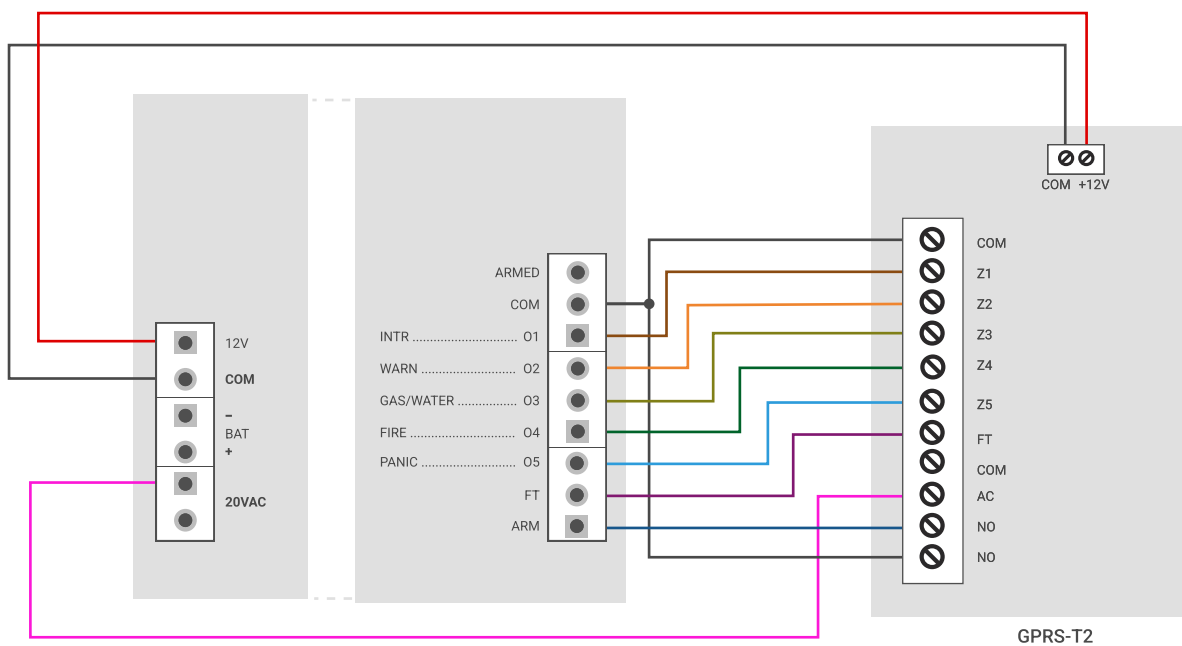 12V
COM
–
BAT
+
20VAC
ARMED
COM
INTR ............................ O1
WARN ......................... O2
GAS/WATER ................ O3
FIRE ............................ O4
PANIC ......................... O5
FT
ARM
COM +12V
COM
Z1
Z2
Z3
Z4
Z5
FT
COM
AC
NO
NO
GPRS-T2